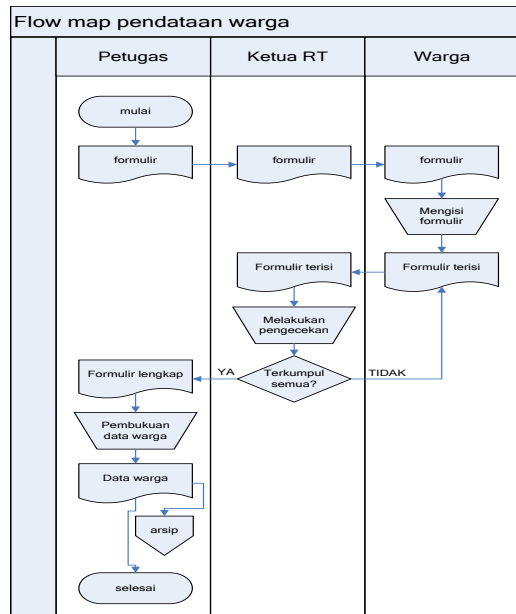 Flow map pendataan warga
Petugas
Ketua RT
Warga
mulai
formulir
formulir
formulir
Mengisi
formulir
Formulir terisi
Formulir terisi
Melakukan
pengecekan
Terkumpul
semua?
YA
TIDAK
Formulir lengkap
Pembukuan
data warga
Data warga
arsip
selesai